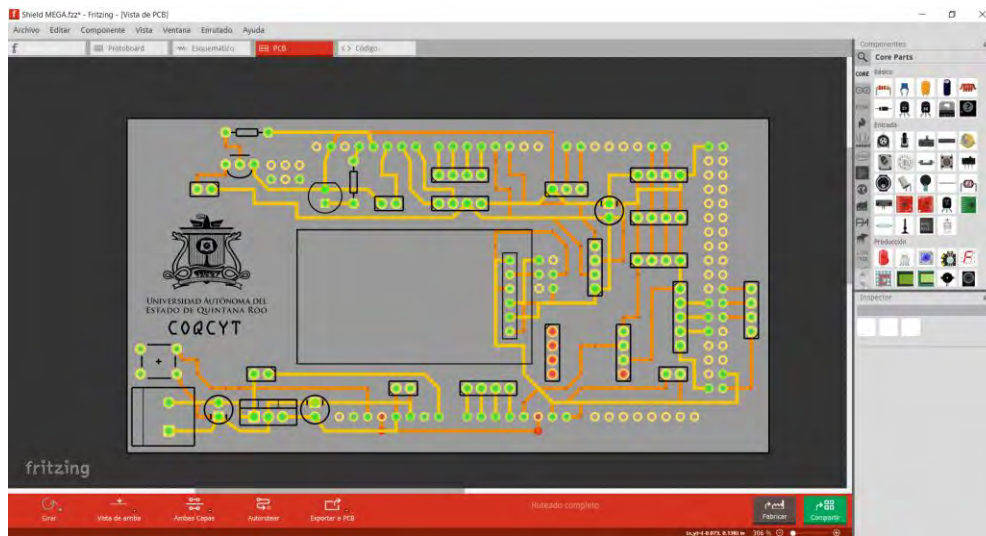 Shield MEGA.fzz* - Fritzing - [Vista de PCB]
Archivo Editar Componente Vista Ventana Enrutado Ayuda
Protoboard Esquemático PCB <> Código
Componentes
Core Parts
CORE
Básico
Entrada
Producción
Inspector
UNIVERSIDAD AUTÓNOMA DEL
ESTADO DE QUINTANA ROO
COQCYT
fritzing
Girar Vista de arriba Ambas Capas Autorutear Exportar a PCB
Ruteado completo
Fabricar Compartir
306 %